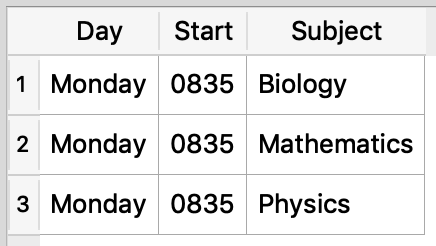 Day Start Subject
1 Monday 0835 Biology
2 Monday 0835 Mathematics
3 Monday 0835 Physics